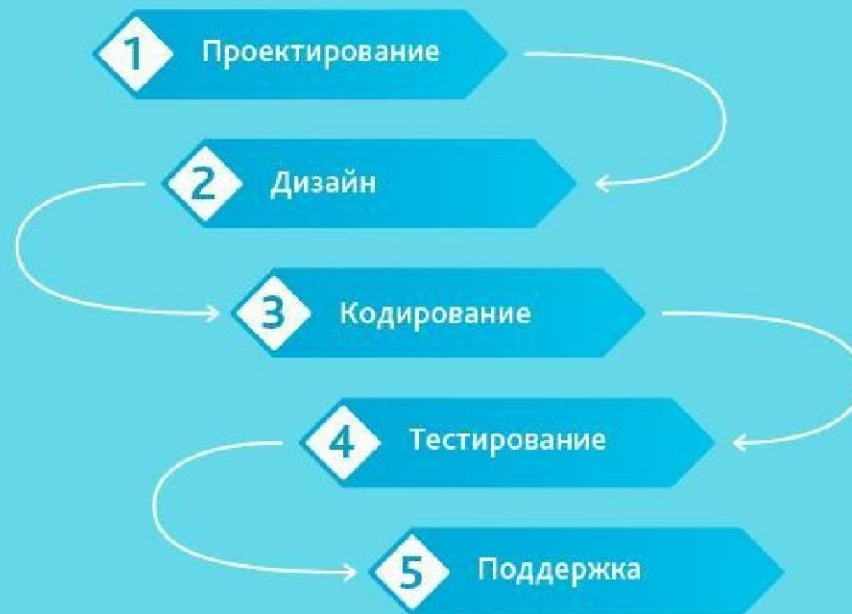 1 Проектирование
2 Дизайн
3 Кодирование
4 Тестирование
5 Поддержка